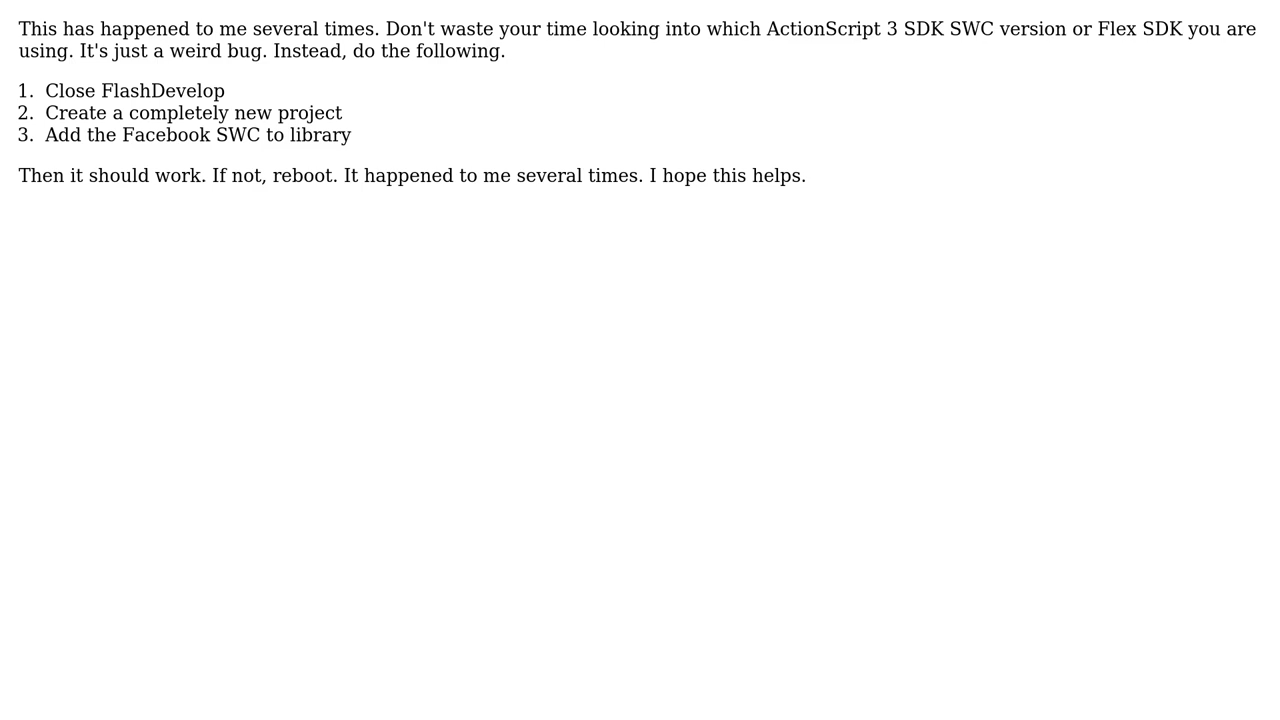 This has happened to me several times. Don't waste your time looking into which ActionScript 3 SDK SWC version or Flex SDK you are
using. It's just a weird bug. Instead, do the following.
1. Close FlashDevelop
2. Create a completely new project
3. Add the Facebook SWC to library
Then it should work. If not, reboot. It happened to me several times. I hope this helps.